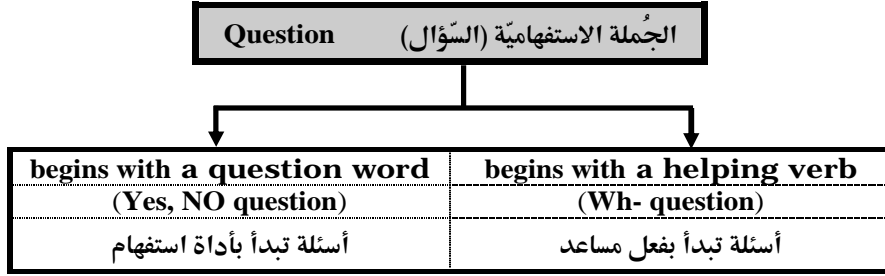 Question الجُملة الاستفهاميّة (السّؤال)
begins with a question word
(Yes, NO question)
أسئلة تبدأ بأداة استفهام
begins with a helping verb
(Wh- question)
أسئلة تبدأ بفعل مساعد